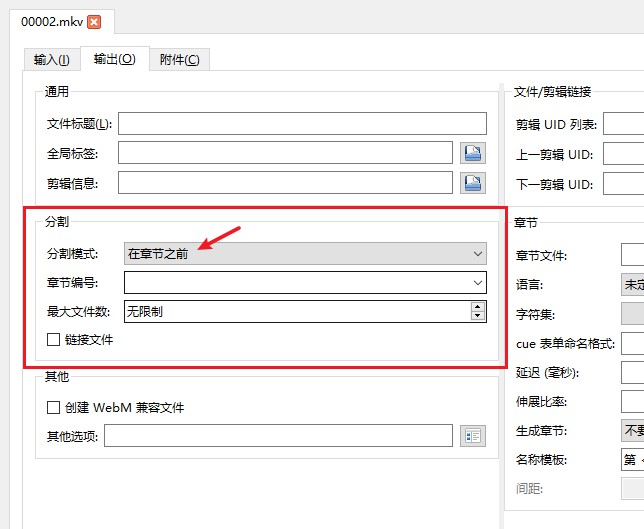 00002.mkv
输入(I)
输出(O)
附件(C)
通用
文件标题(L):
全局标签:
剪辑信息:
分割
分割模式: 在章节之前
章节编号:
最大文件数: 无限制
链接文件
其他
创建 WebM 兼容文件
其他选项:
文件/剪辑链接
剪辑 UID 列表:
上一剪辑 UID:
下一剪辑 UID:
章节
章节文件:
语言: 未定
字符集:
cue 表单命名格式:
延迟 (毫秒):
伸展比率:
生成章节: 不要
名称模板: 第 <
间距: